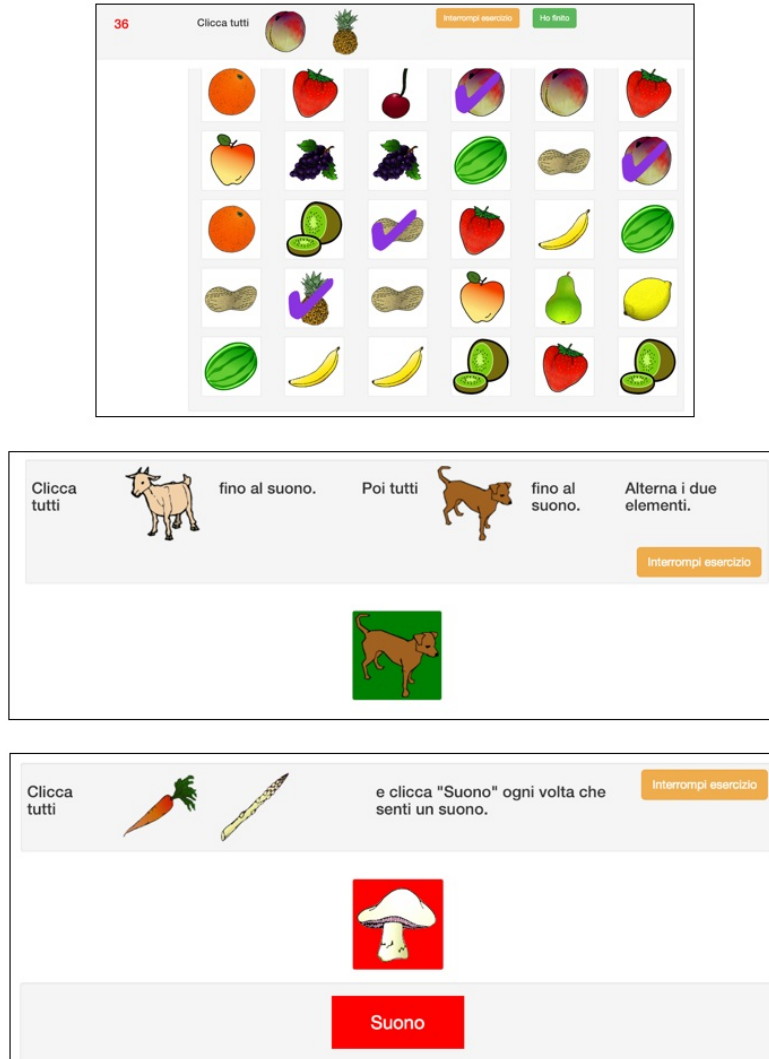 36
Clicca tutti
Interrompi esercizio
Ho finito
Clicca
tutti
fino al suono.
Poi tutti
fino al
suono.
Alterna i due
elementi.
Interrompi esercizio
Clicca
tutti
e clicca "Suono" ogni volta che
senti un suono.
Interrompi esercizio
Suono